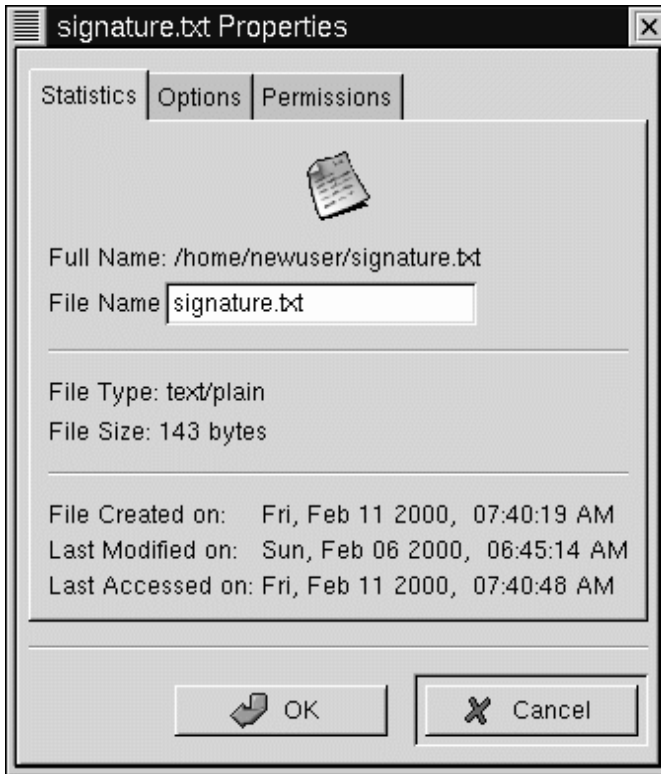 signature.txt Properties
Statistics Options Permissions
Full Name: /home/newuser/signature.txt
File Name signature.txt
File Type: text/plain
File Size: 143 bytes
File Created on: Fri, Feb 11 2000, 07:40:19 AM
Last Modified on: Sun, Feb 06 2000, 06:45:14 AM
Last Accessed on: Fri, Feb 11 2000, 07:40:48 AM
OK Cancel